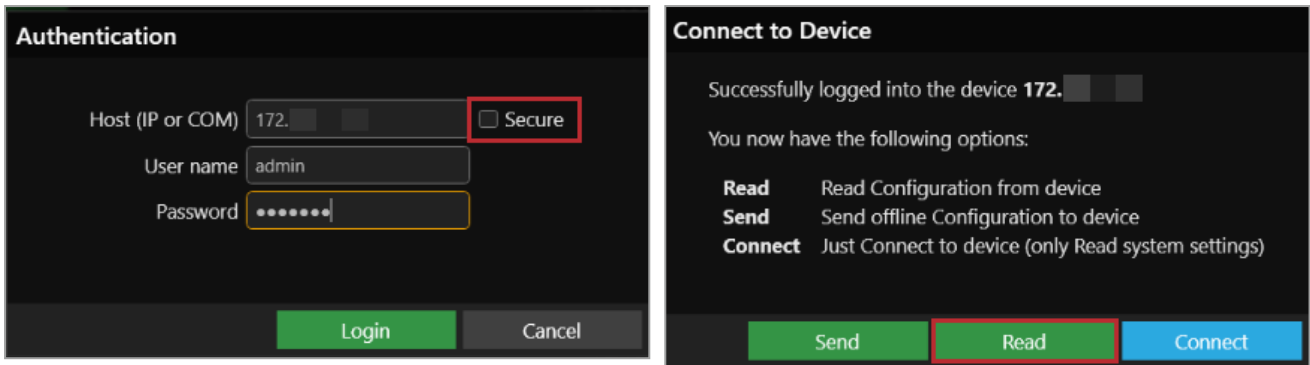 Authentication
Host (IP or COM) 172. Secure
User name admin
Password
Login Cancel
Connect to Device
Successfully logged into the device 172.
You now have the following options:
Read Read Configuration from device
Send Send offline Configuration to device
Connect Just Connect to device (only Read system settings)
Send Read Connect